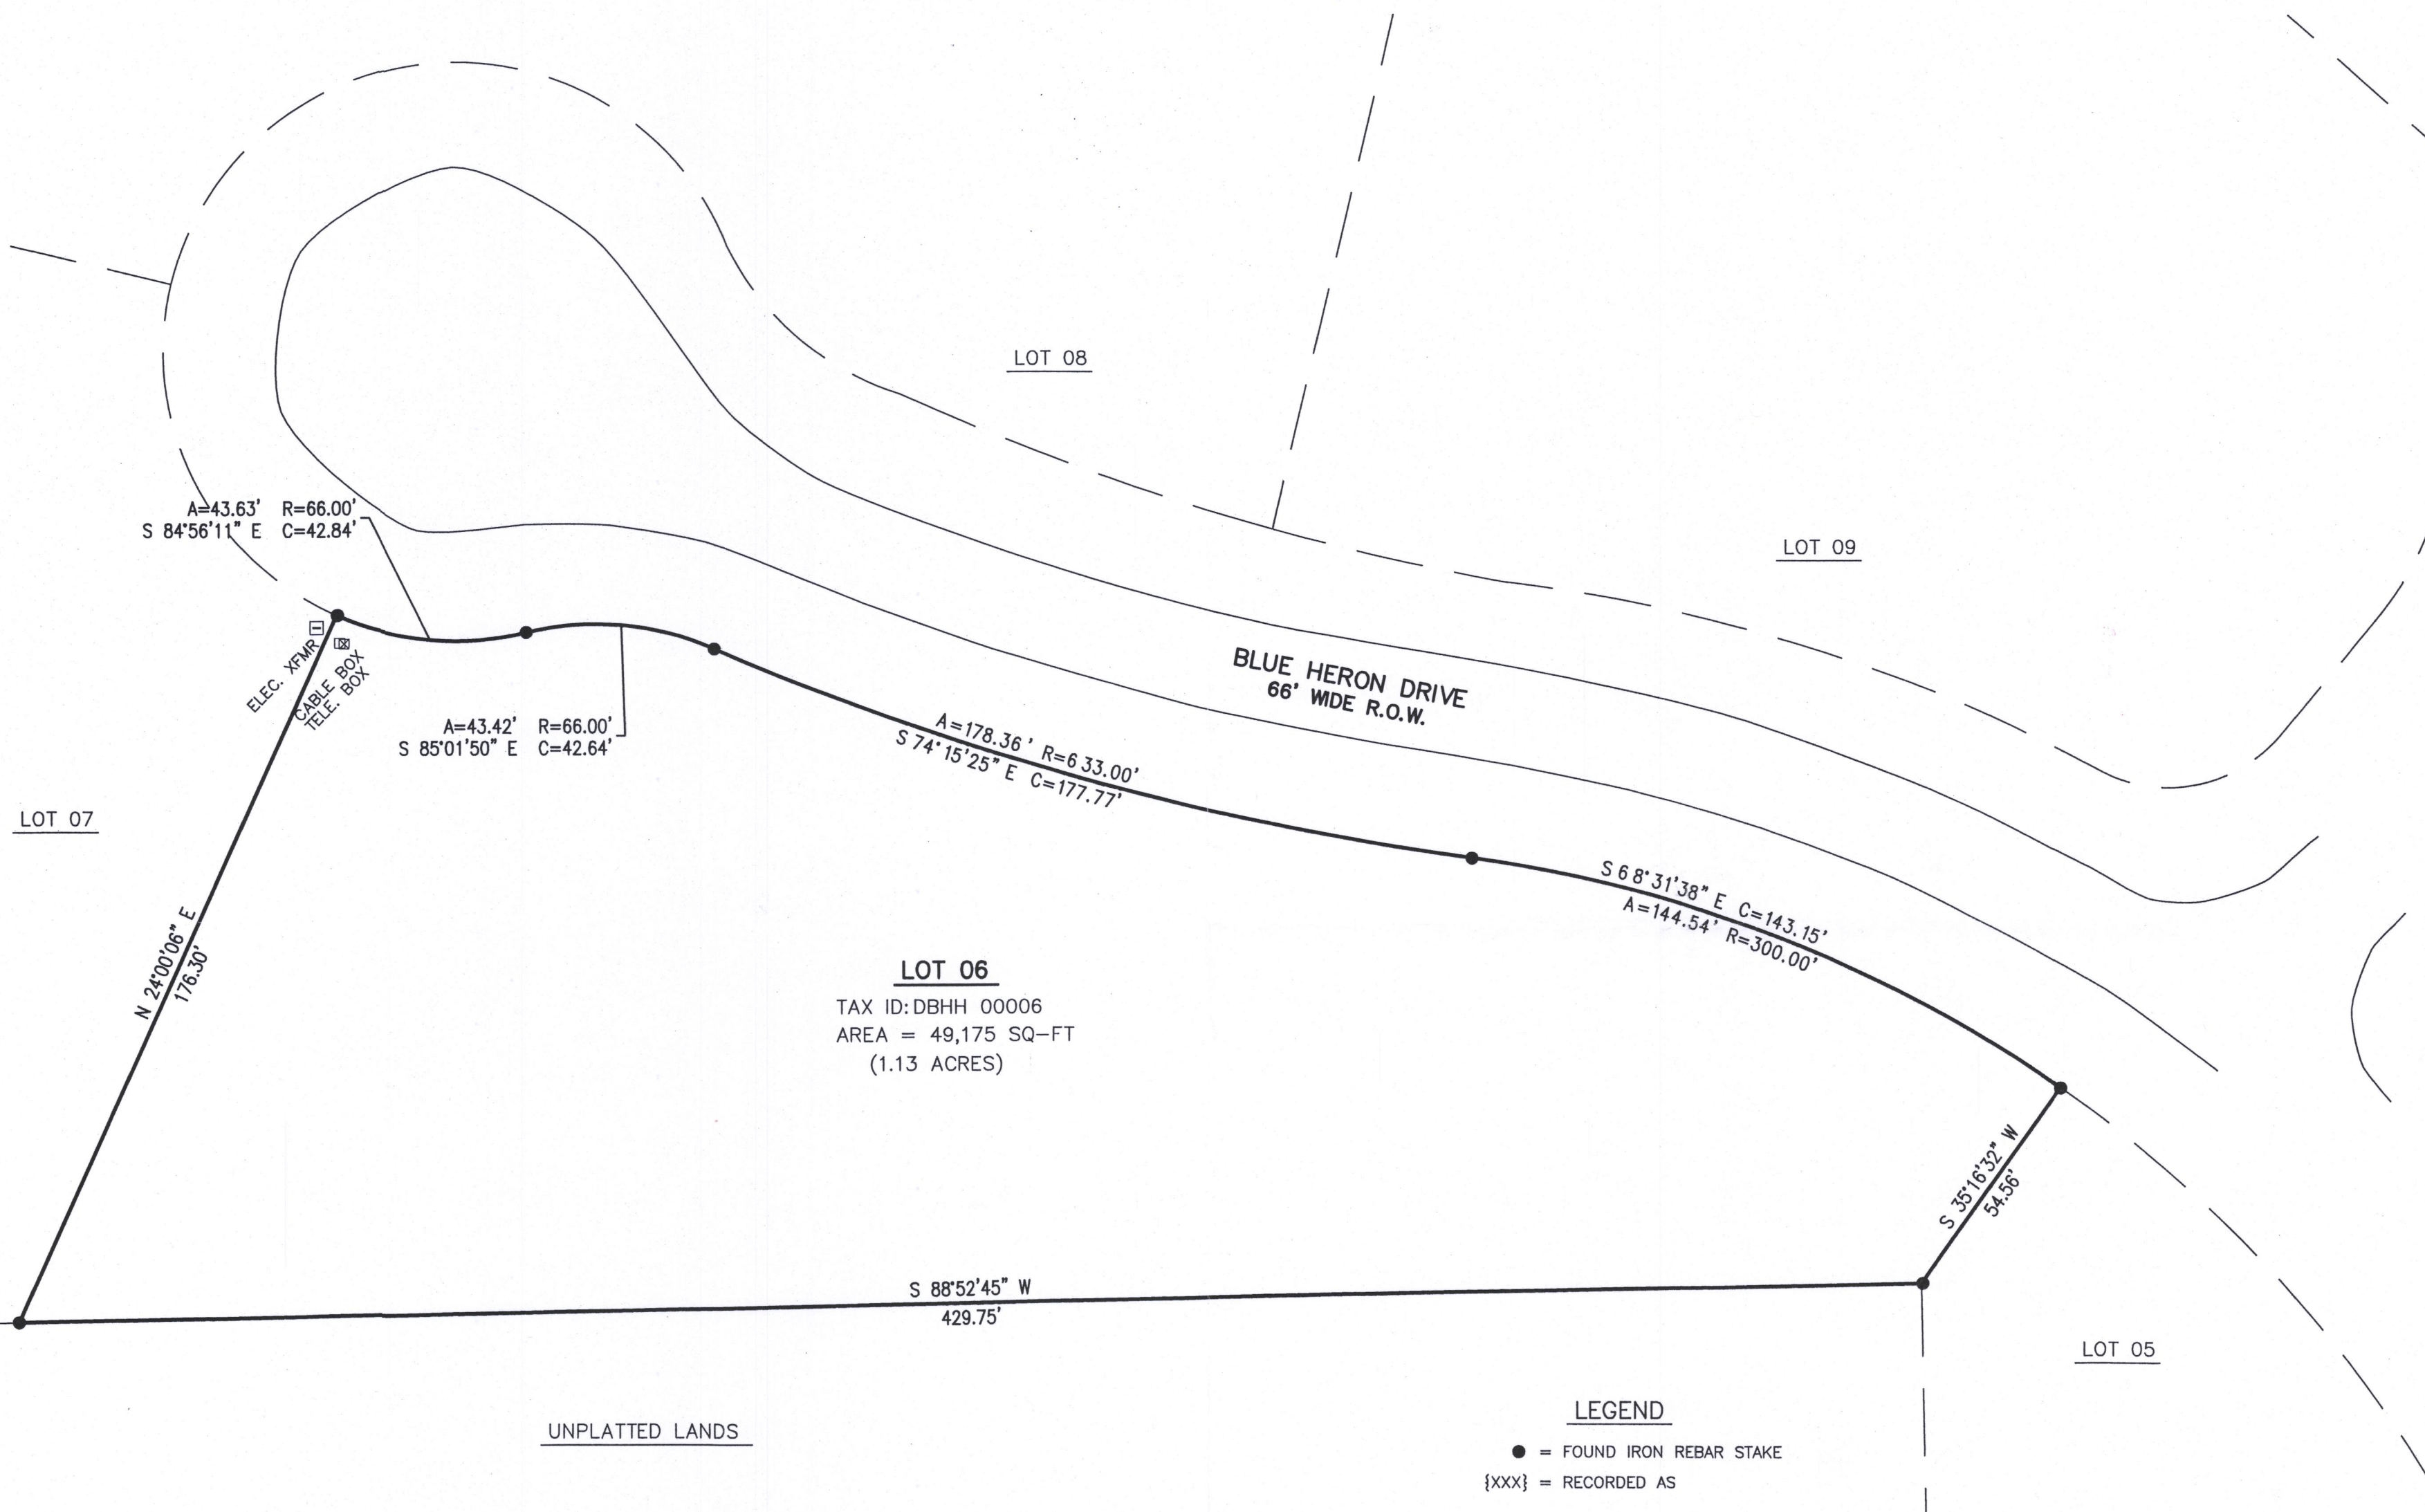 LOT 08
A=43.63' R=66.00'
S 84°56'11" E C=42.84'
LOT 09
ELEC. XFMR
CABLE BOX
TELE. BOX
BLUE HERON DRIVE
66' WIDE R.O.W.
A=43.42' R=66.00'
S 85°01'50" E C=42.64'
A=178.36' R=633.00'
S 74°15'25" E C=177.77'
LOT 07
S 68°31'38" E C=143.15'
A=144.54' R=300.00'
N 24°00'06" E
176.30'
LOT 06
TAX ID: DBHH 00006
AREA = 49,175 SQ-FT
(1.13 ACRES)
S 35°16'32" W
54.56'
S 88°52'45" W
429.75'
LOT 05
UNPLATTED LANDS
LEGEND
● = FOUND IRON REBAR STAKE
{XXX} = RECORDED AS